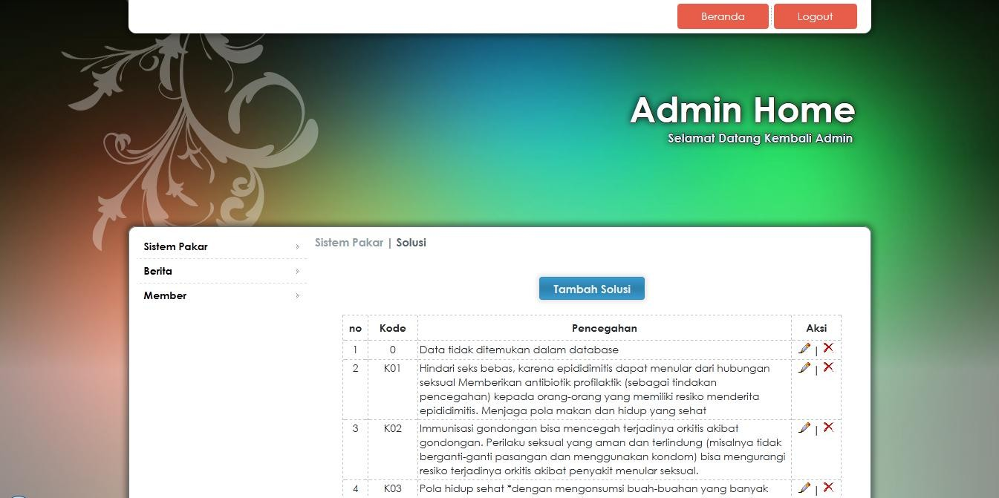 Beranda Logout
Admin Home
Selamat Datang Kembali Admin
Sistem Pakar
Berita
Member
Sistem Pakar | Solusi
Tambah Solusi
no Kode Pencegahan Aksi
1 0 Data tidak ditemukan dalam database |
2 K01 Hindari seks bebas, karena epididimitis dapat menular dari hubungan |
seksual Memberikan antibiotik profilaktik (sebagai tindakan
pencegahan) kepada orang-orang yang memiliki resiko menderita
epididimitis. Menjaga pola makan dan hidup yang sehat
3 K02 Immunisasi gondongan bisa mencegah terjadinya orkitis akibat |
gondongan. Perilaku seksual yang aman dan terlindung (misalnya tidak
berganti-ganti pasangan dan menggunakan kondom) bisa mengurangi
resiko terjadinya orkitis akibat penyakit menular seksual.
4 K03 Pola hidup sehat *dengan mengonsumsi buah-buahan yang banyak |